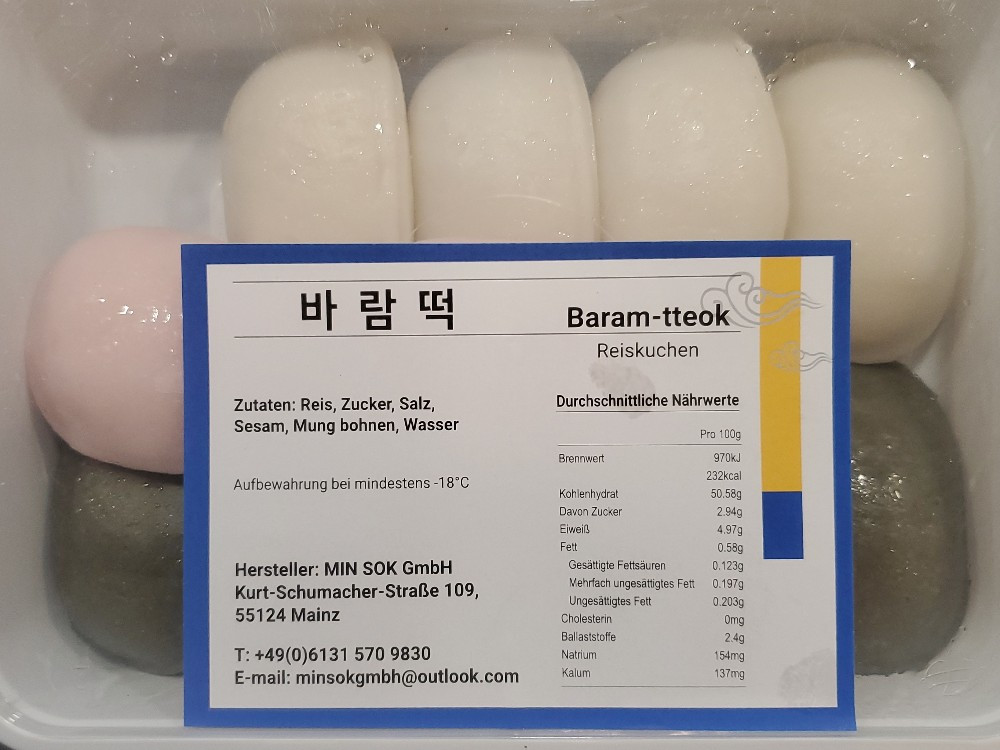 바람떡
Baram-tteok
Reiskuchen
Zutaten: Reis, Zucker, Salz,
Sesam, Mung bohnen, Wasser
Aufbewahrung bei mindestens -18°C
Hersteller: MIN SOK GmbH
Kurt-Schumacher-Straße 109,
55124 Mainz
T: +49(0)6131 570 9830
E-mail: minsokgmbh@outlook.com
Durchschnittliche Nährwerte
Pro 100g
Brennwert 970kJ
232kcal
Kohlenhydrat 50.58g
Davon Zucker 2.94g
Eiweiß 4.97g
Fett 0.58g
Gesättigte Fettsäuren 0.123g
Mehrfach ungesättigtes Fett 0.197g
Ungesättigtes Fett 0.203g
Cholesterin 0mg
Ballaststoffe 2.4g
Natrium 154mg
Kalum 137mg